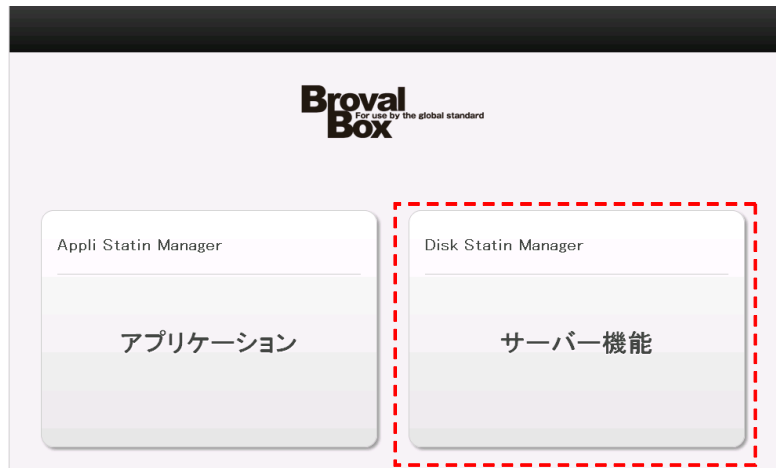 Broval
For use by the global standard
Box
Appli Statin Manager
Disk Statin Manager
アプリケーション
サーバー機能